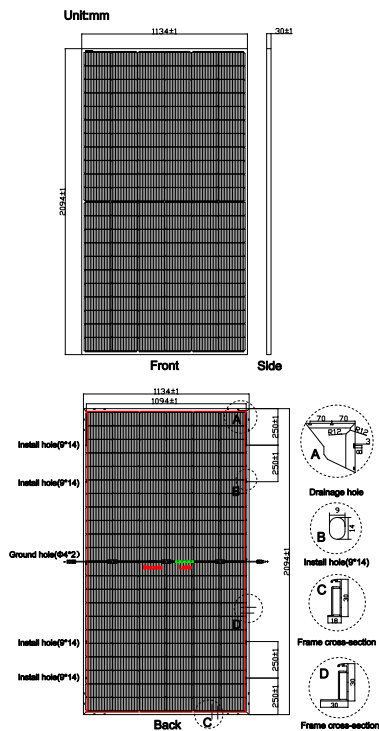 Unit:mm
1134±1
30±1
2094±1
Front
Side
1134±1
1094±1
A
250±1
Install hole(9*14)
250±1
Install hole(9*14)
B
Ground hole(Φ4*2)
2094±1
D
Install hole(9*14)
250±1
Install hole(9*14)
250±1
C
Back
70 70
R12
R12
A
Drainage hole
9
14
B
Install hole(9*14)
C
30
18
Frame cross-section
D
30
30
Frame cross-section